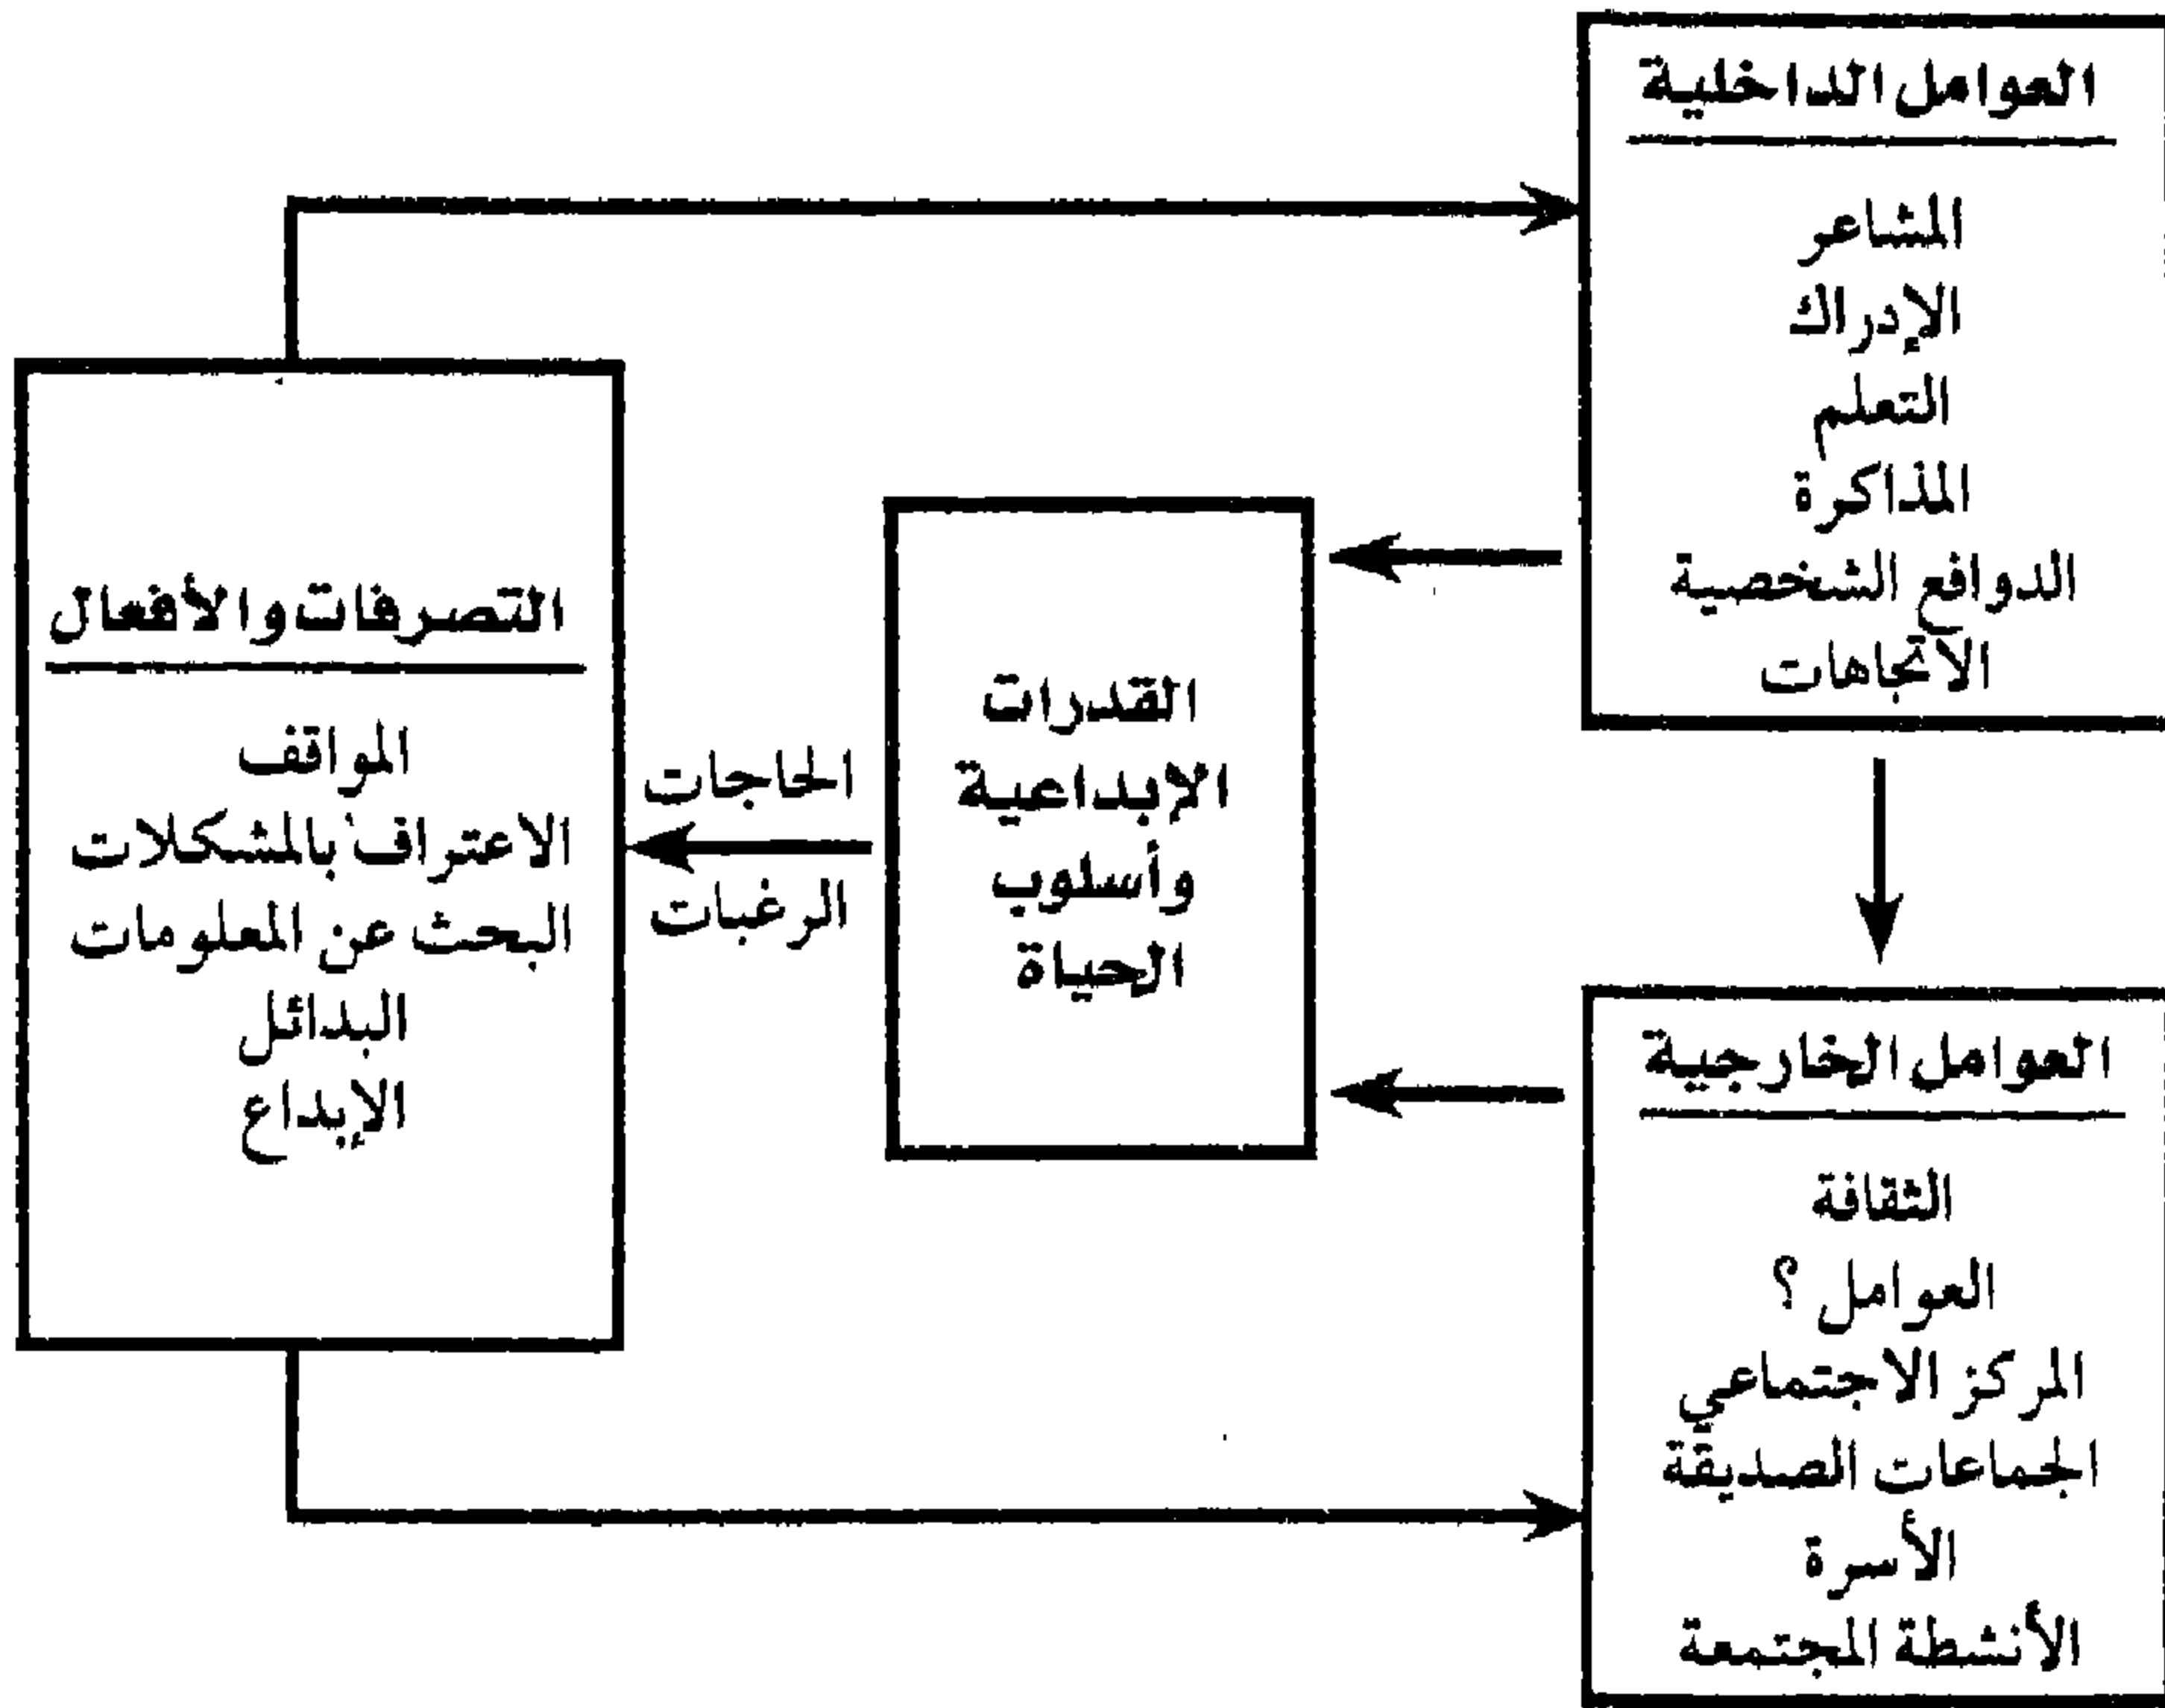 العوامل الداخلية
المشاعر
الإدراك
التعلم
المذاكرة
الدوافع الشخصية
الاتجاهات
العوامل الخارجية
الثقافة
العوامل ؟
المركز الاجتماعي
الجماعات الصديقة
الأسرة
الأنشطة المجتمعة
القدرات
الإبداعية
وأسلوب
الحياة
الحاجات
الرغبات
التصرفات والأفعال
المواقف
الاعتراف بالمشكلات
البحث عن المعلومات
البدائل
الإبداع